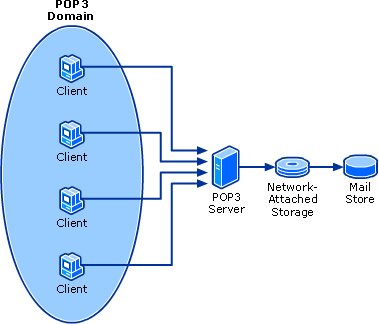 POP3
Domain
Client
Client
Client
Client
POP3
Server
Network-
Attached
Storage
Mail
Store